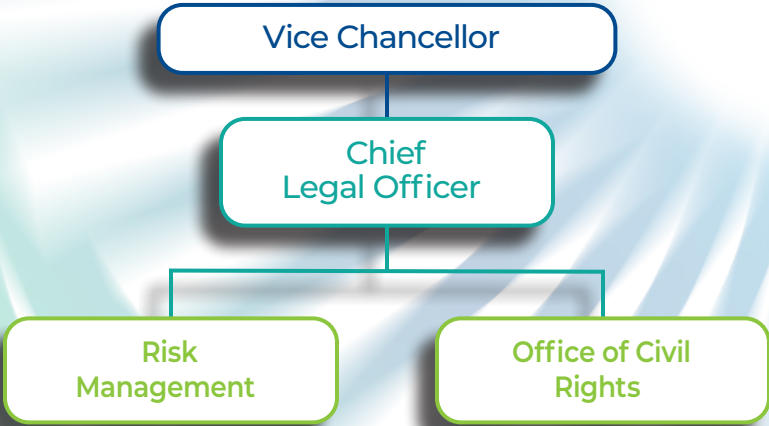 Vice Chancellor
Chief
Legal Officer
Risk
Management
Office of Civil
Rights